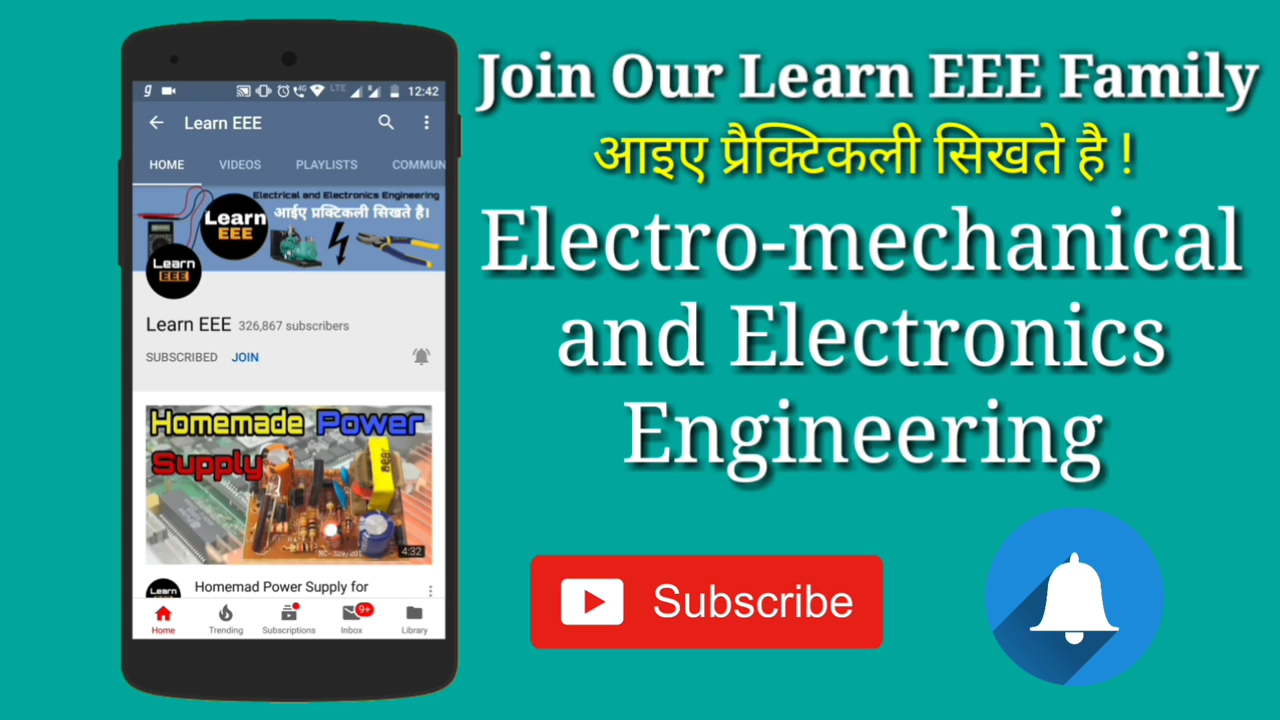 Join Our Learn EEE Family
आइए प्रैक्टिकली सिखते है !
Electro-mechanical
and Electronics
Engineering
Subscribe
g
LTE
12:42
Learn EEE
HOME VIDEOS PLAYLISTS COMMUN
Electrical and Electronics Engineering
आईए प्रक्टिकली सिखते है।
Learn
EEE
Learn
EEE
Learn EEE 326,867 subscribers
SUBSCRIBED JOIN
Homemade Power
Supply
4:32
Learn
Homemad Power Supply for
9+
Home Trending Subscriptions Inbox Library